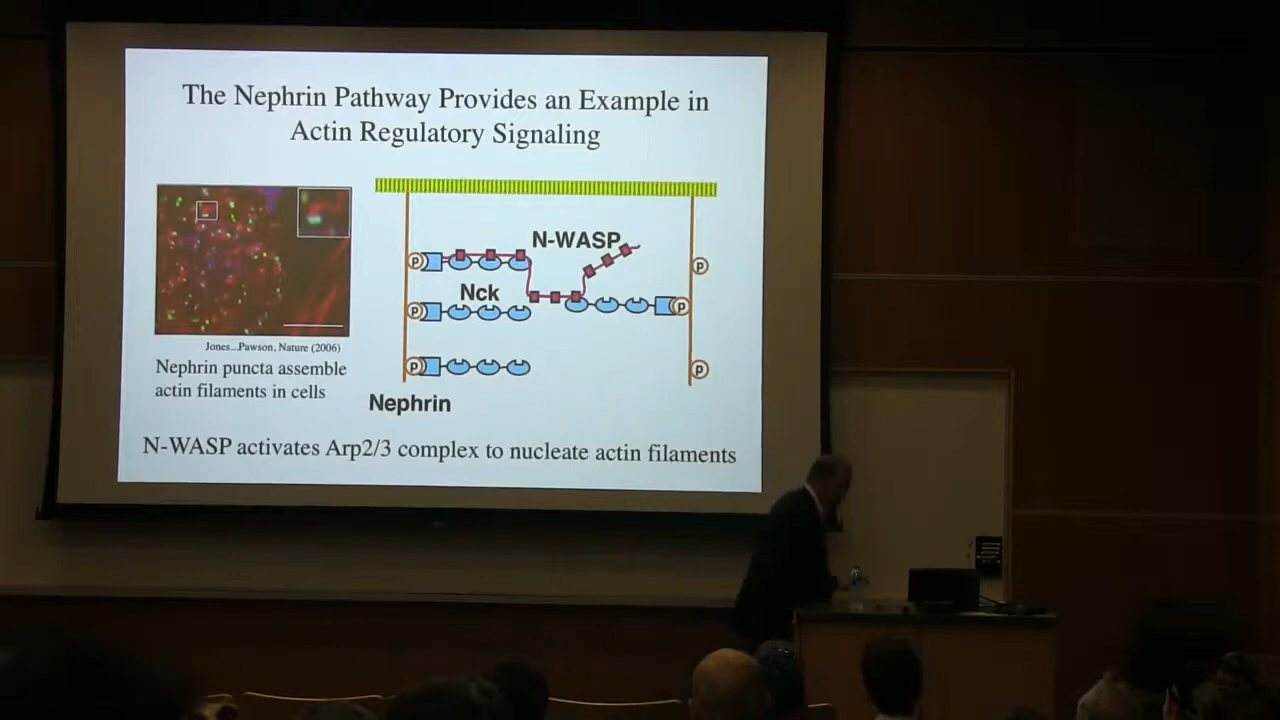 The Nephrin Pathway Provides an Example in
Actin Regulatory Signaling
N-WASP
P
P
Nck
P
P
P
P
Jones...Pawson, Nature (2006)
Nephrin puncta assemble
actin filaments in cells
Nephrin
N-WASP activates Arp2/3 complex to nucleate actin filaments